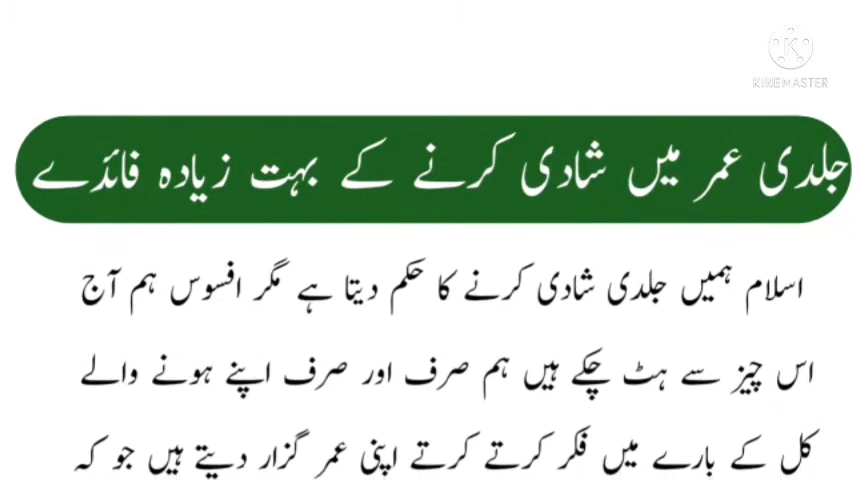 KINEMASTER
جلدی عمر میں شادی کرنے کے بہت زیادہ فائدے
اسلام ہمیں جلدی شادی کرنے کا حکم دیتا ہے مگر افسوس ہم آج
اس چیز سے ہٹ چکے ہیں ہم صرف اور صرف اپنے ہونے والے
کل کے بارے میں فکر کرتے کرتے اپنی عمر گزار دیتے ہیں جو کہ